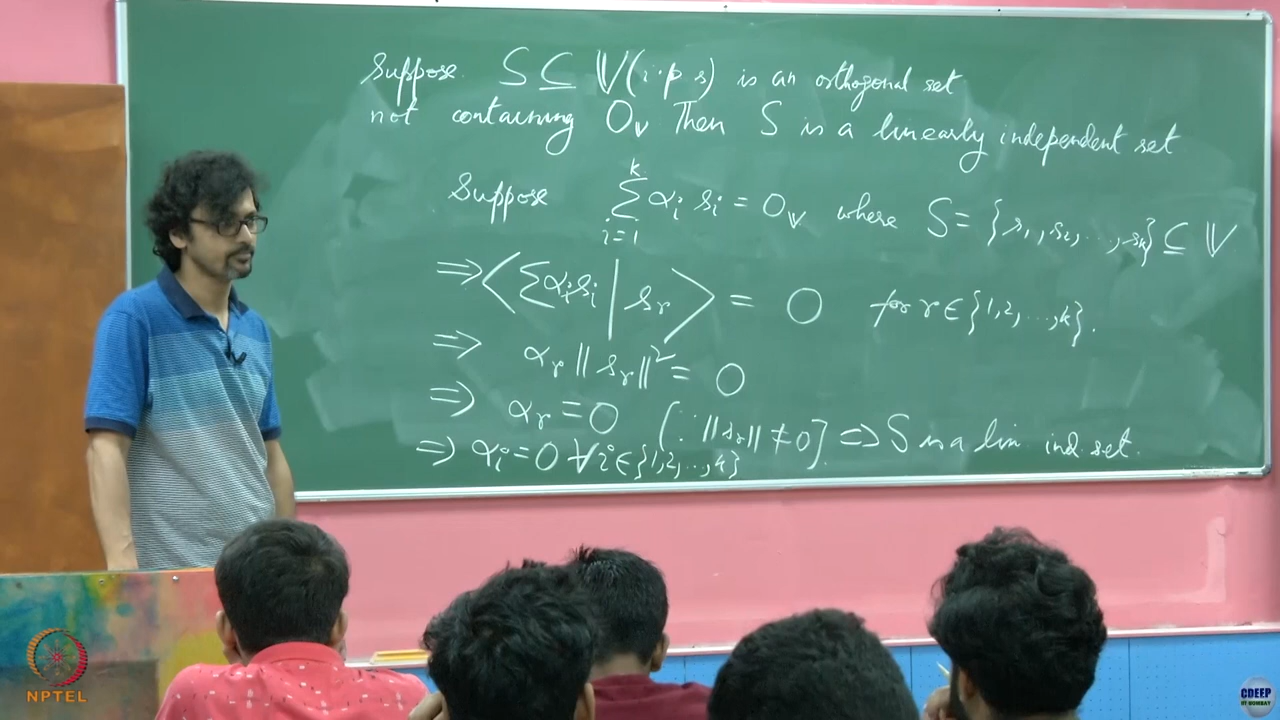 Suppose S ⊆ 𝕍(i.p.s) is an orthogonal set
not containing 0_V. Then S is a linearly independent set
Suppose ∑_{i=1}^{k} α_i s_i = 0_V where S = {s_1, s_2, ..., s_k} ⊆ 𝕍
⇒ ⟨∑α_i s_i | s_r⟩ = 0 for r ∈ {1,2,...,k}.
⇒ α_r ‖s_r‖² = 0
⇒ α_r = 0 [∵ ‖s_r‖ ≠ 0]. ⇒ S is a lin ind. set.
⇒ α_i = 0 ∀ i ∈ {1,2,..,k}
NPTEL
CDEEP
IIT BOMBAY